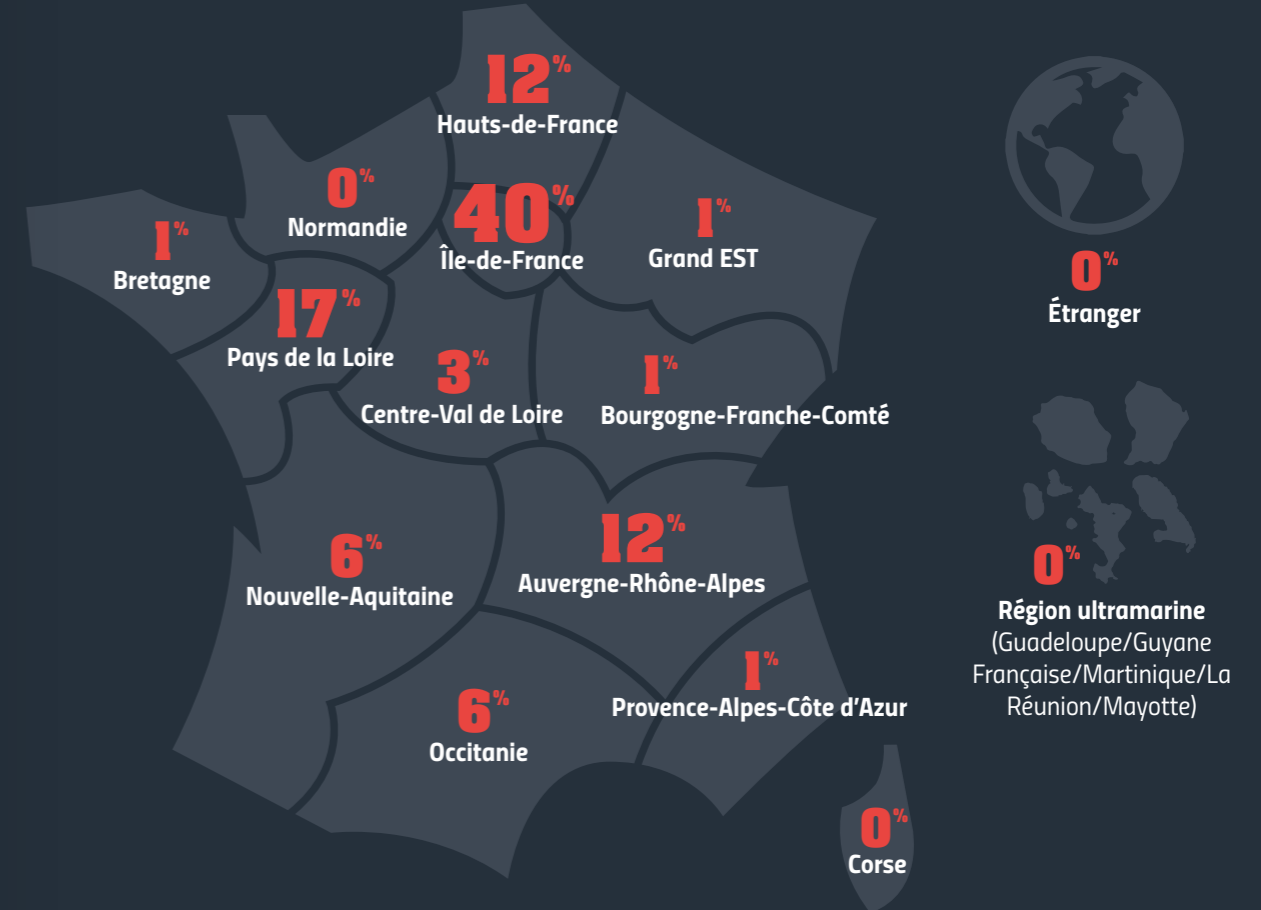 12%
Hauts-de-France
0%
Normandie
40%
Île-de-France
1%
Grand EST
1%
Bretagne
17%
Pays de la Loire
3%
Centre-Val de Loire
1%
Bourgogne-Franche-Comté
6%
Nouvelle-Aquitaine
12%
Auvergne-Rhône-Alpes
6%
Occitanie
1%
Provence-Alpes-Côte d'Azur
0%
Corse
0%
Étranger
0%
Région ultramarine
(Guadeloupe/Guyane
Française/Martinique/La
Réunion/Mayotte)